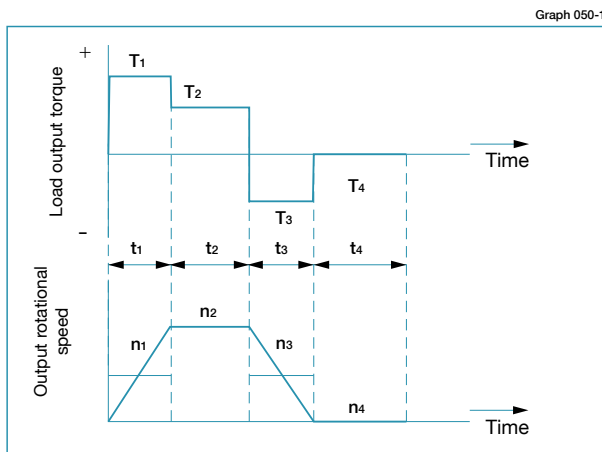 Graph 050-1
+
Load output torque
T1
T2
T3
T4
Time
-
t1 t2 t3 t4
Output rotational
speed
n1
n2
n3
n4
Time